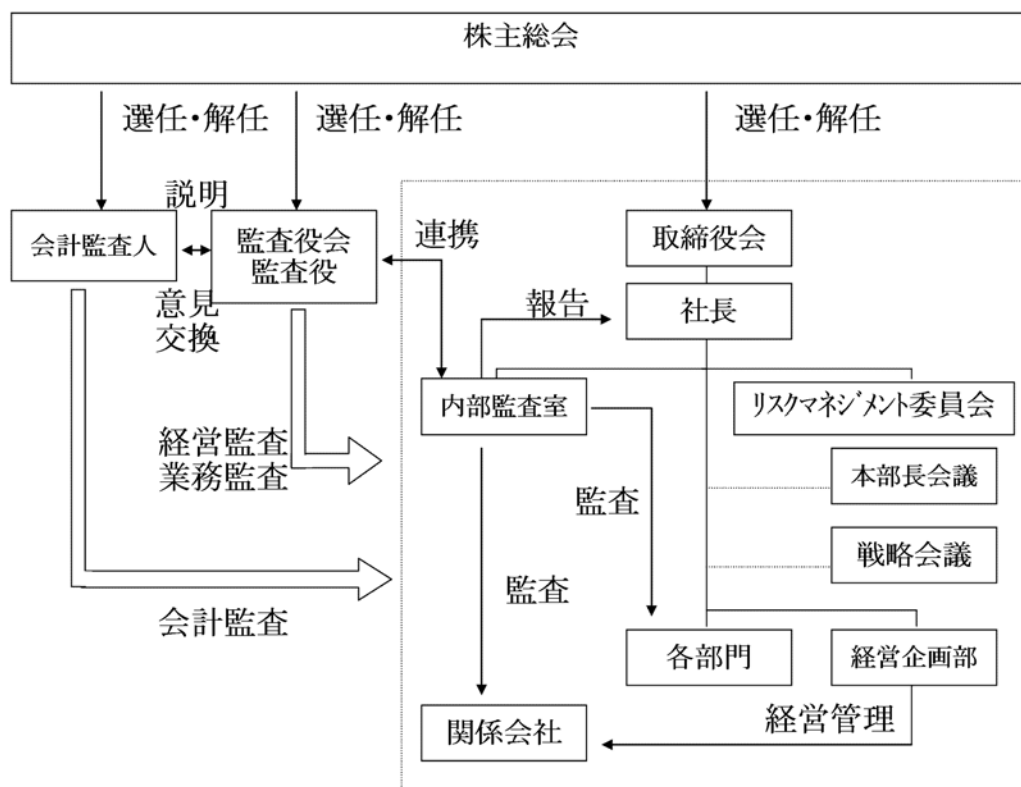 株主総会
選任・解任
選任・解任
選任・解任
説明
会計監査人
監査役会
監査役
連携
取締役会
意見
交換
報告
社長
内部監査室
リスクマネジメント委員会
経営監査
業務監査
本部長会議
監査
戦略会議
監査
会計監査
各部門
経営企画部
関係会社
経営管理